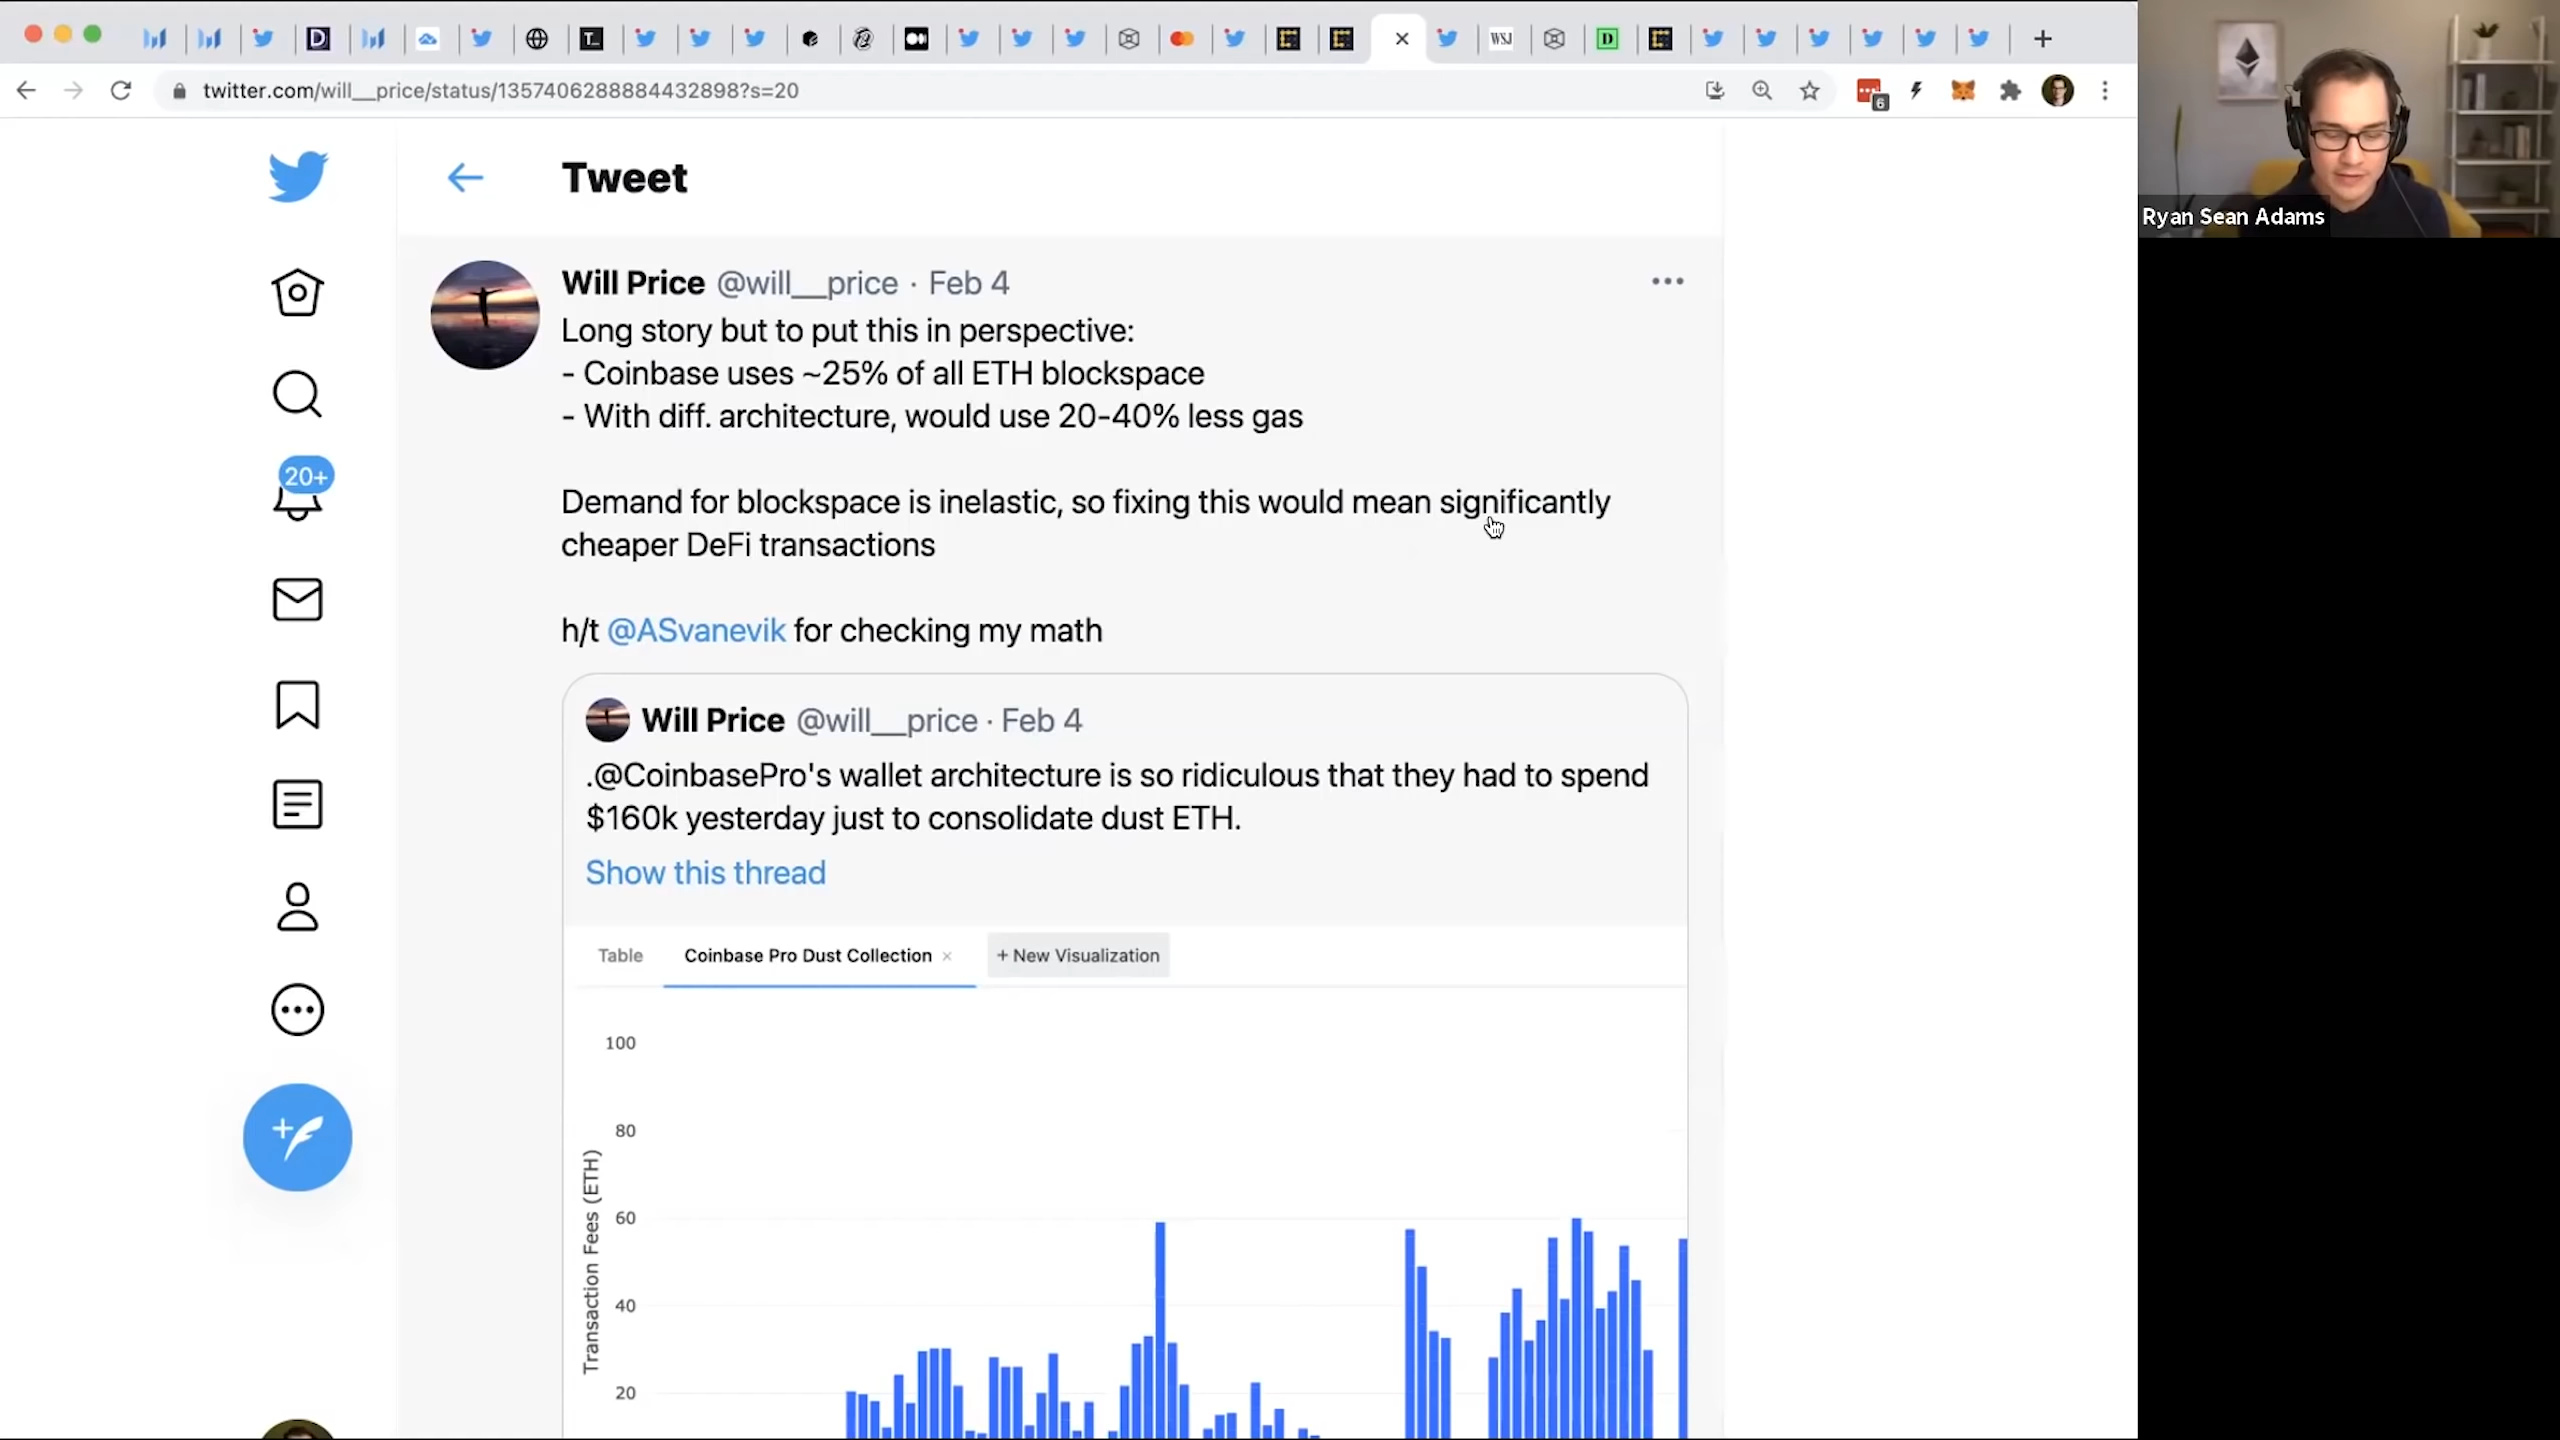 T_
WSJ
D
twitter.com/will__price/status/1357406288884432898?s=20
6
Ryan Sean Adams
Tweet
20+
Will Price @will__price · Feb 4
Long story but to put this in perspective:
- Coinbase uses ~25% of all ETH blockspace
- With diff. architecture, would use 20-40% less gas
Demand for blockspace is inelastic, so fixing this would mean significantly
cheaper DeFi transactions
h/t @ASvanevik for checking my math
Will Price @will__price · Feb 4
.@CoinbasePro's wallet architecture is so ridiculous that they had to spend
$160k yesterday just to consolidate dust ETH.
Show this thread
Table Coinbase Pro Dust Collection × + New Visualization
Transaction Fees (ETH)
100
80
60
40
20